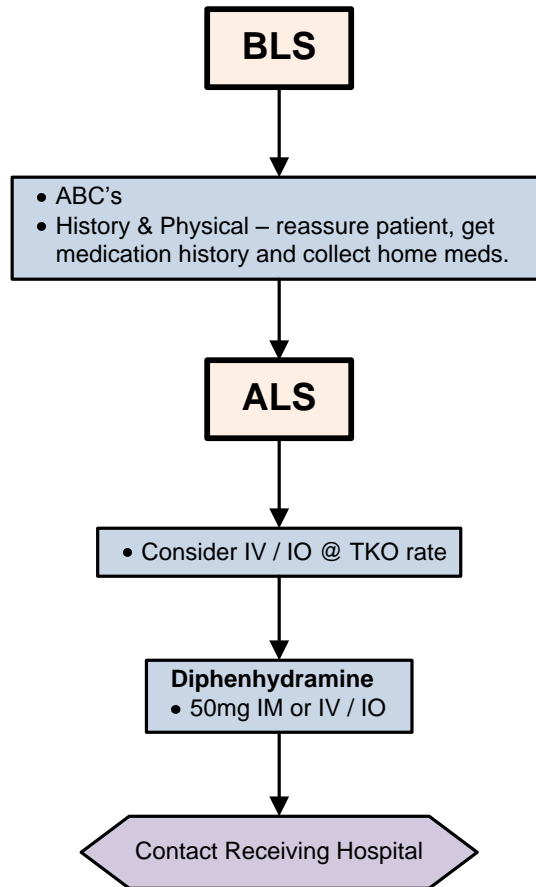 BLS
• ABC’s
• History & Physical – reassure patient, get
medication history and collect home meds.
ALS
• Consider IV / IO @ TKO rate
Diphenhydramine
• 50mg IM or IV / IO
Contact Receiving Hospital